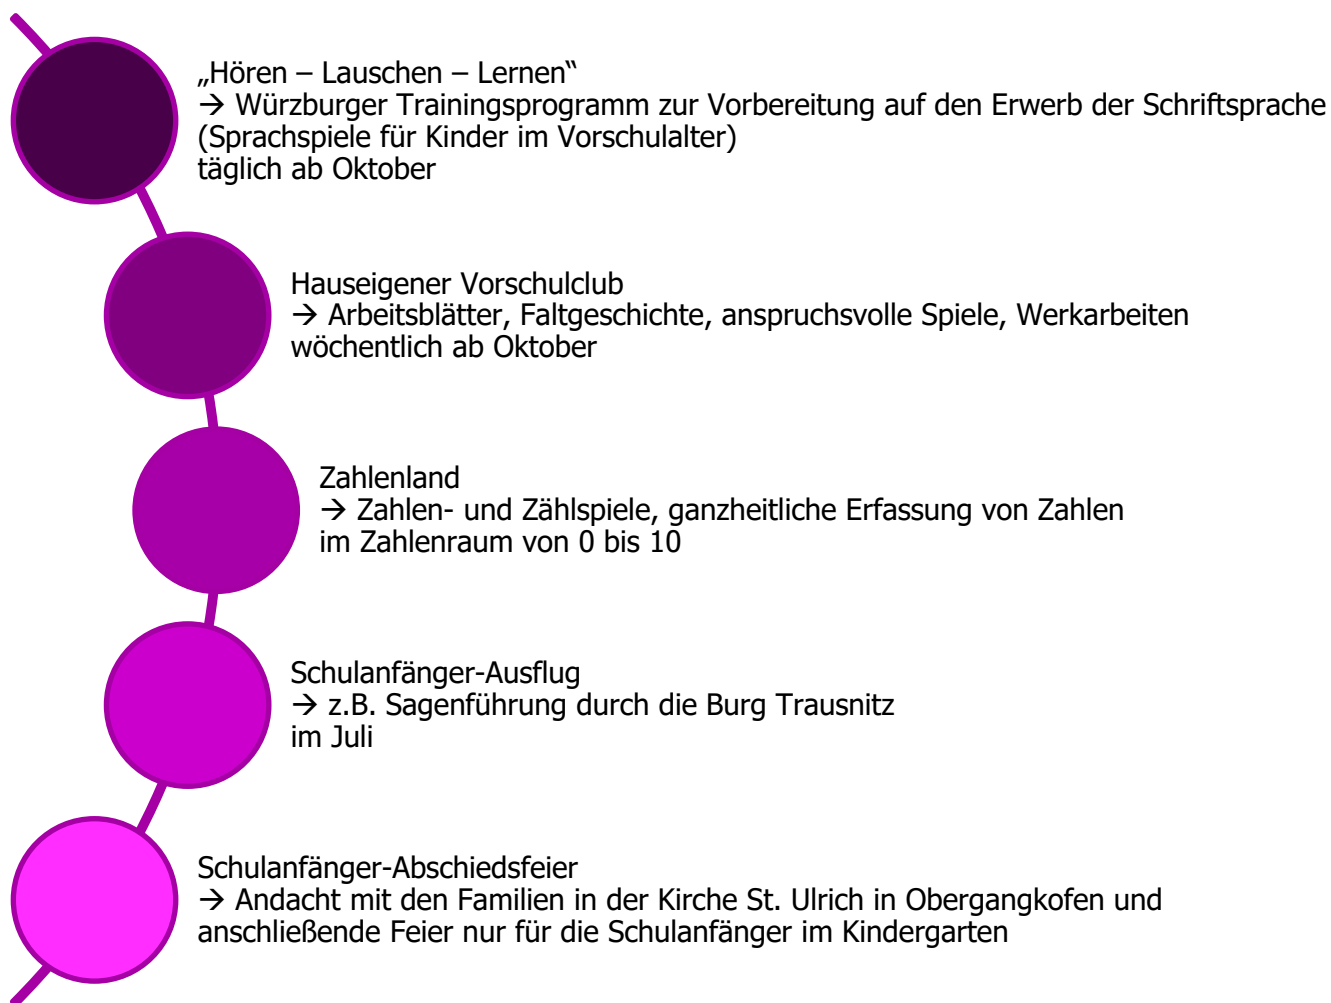 „Hören – Lauschen – Lernen“
→ Würzburger Trainingsprogramm zur Vorbereitung auf den Erwerb der Schriftsprache
(Sprachspiele für Kinder im Vorschulalter)
täglich ab Oktober
Hauseigener Vorschulclub
→ Arbeitsblätter, Faltgeschichte, anspruchsvolle Spiele, Werkarbeiten
wöchentlich ab Oktober
Zahlenland
→ Zahlen- und Zählspiele, ganzheitliche Erfassung von Zahlen
im Zahlenraum von 0 bis 10
Schulanfänger-Ausflug
→ z.B. Sagenführung durch die Burg Trausnitz
im Juli
Schulanfänger-Abschiedsfeier
→ Andacht mit den Familien in der Kirche St. Ulrich in Obergangkofen und
anschließende Feier nur für die Schulanfänger im Kindergarten